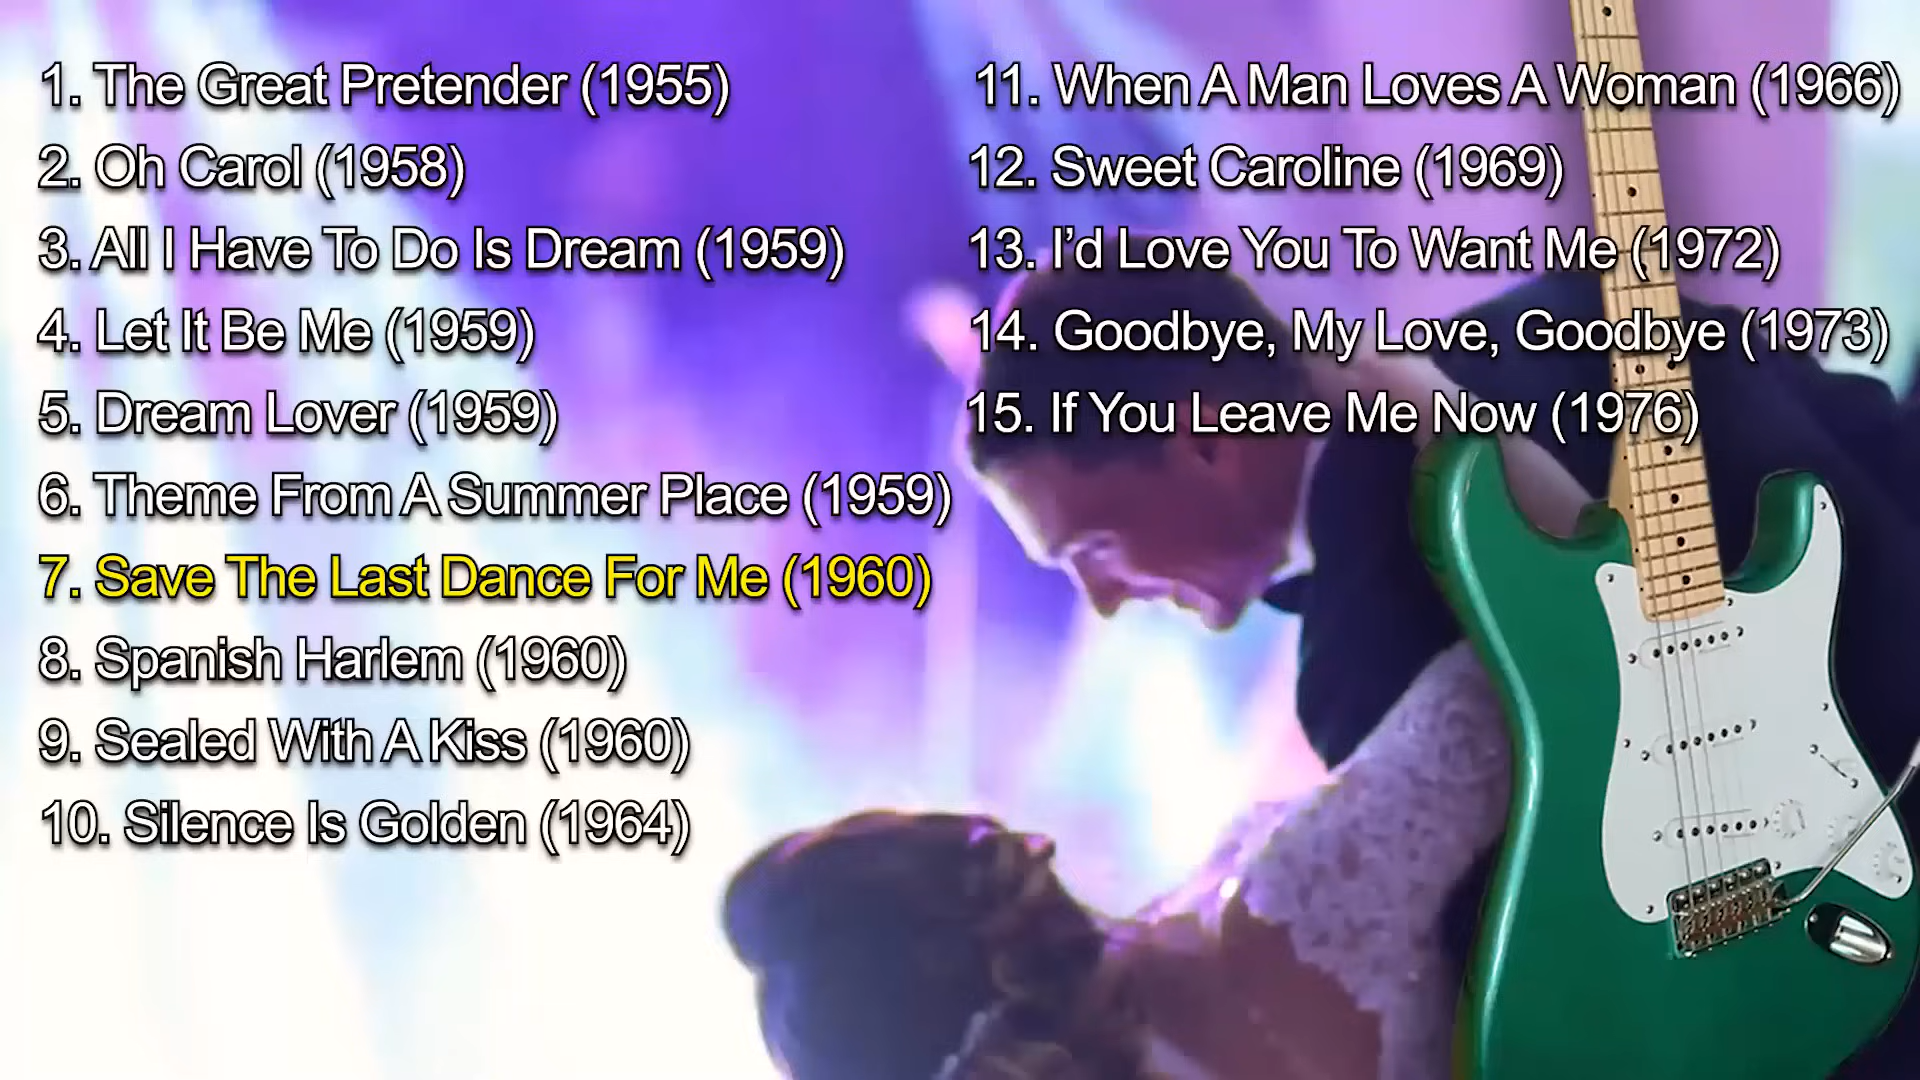 1. The Great Pretender (1955)
2. Oh Carol (1958)
3. All I Have To Do Is Dream (1959)
4. Let It Be Me (1959)
5. Dream Lover (1959)
6. Theme From A Summer Place (1959)
7. Save The Last Dance For Me (1960)
8. Spanish Harlem (1960)
9. Sealed With A Kiss (1960)
10. Silence Is Golden (1964)
11. When A Man Loves A Woman (1966)
12. Sweet Caroline (1969)
13. I’d Love You To Want Me (1972)
14. Goodbye, My Love, Goodbye (1973)
15. If You Leave Me Now (1976)